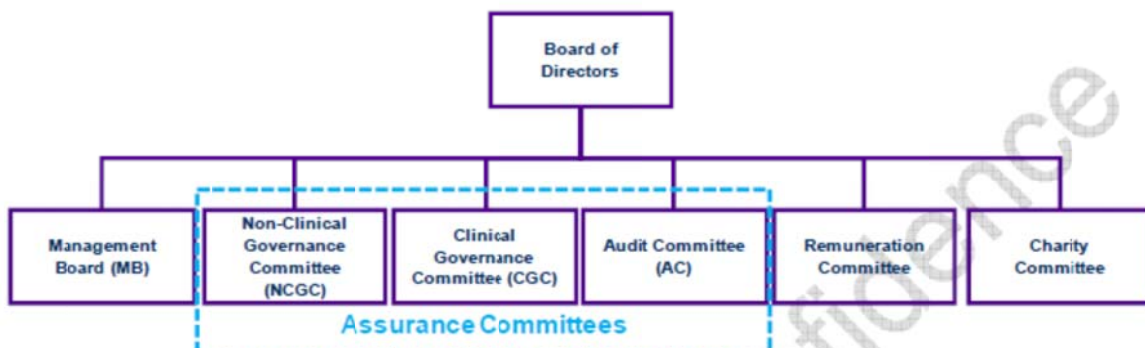 Board of
Directors
Management
Board (MB)
Non-Clinical
Governance
Committee
(NCGC)
Clinical
Governance
Committee (CGC)
Audit Committee
(AC)
Remuneration
Committee
Charity
Committee
Assurance Committees
fidence